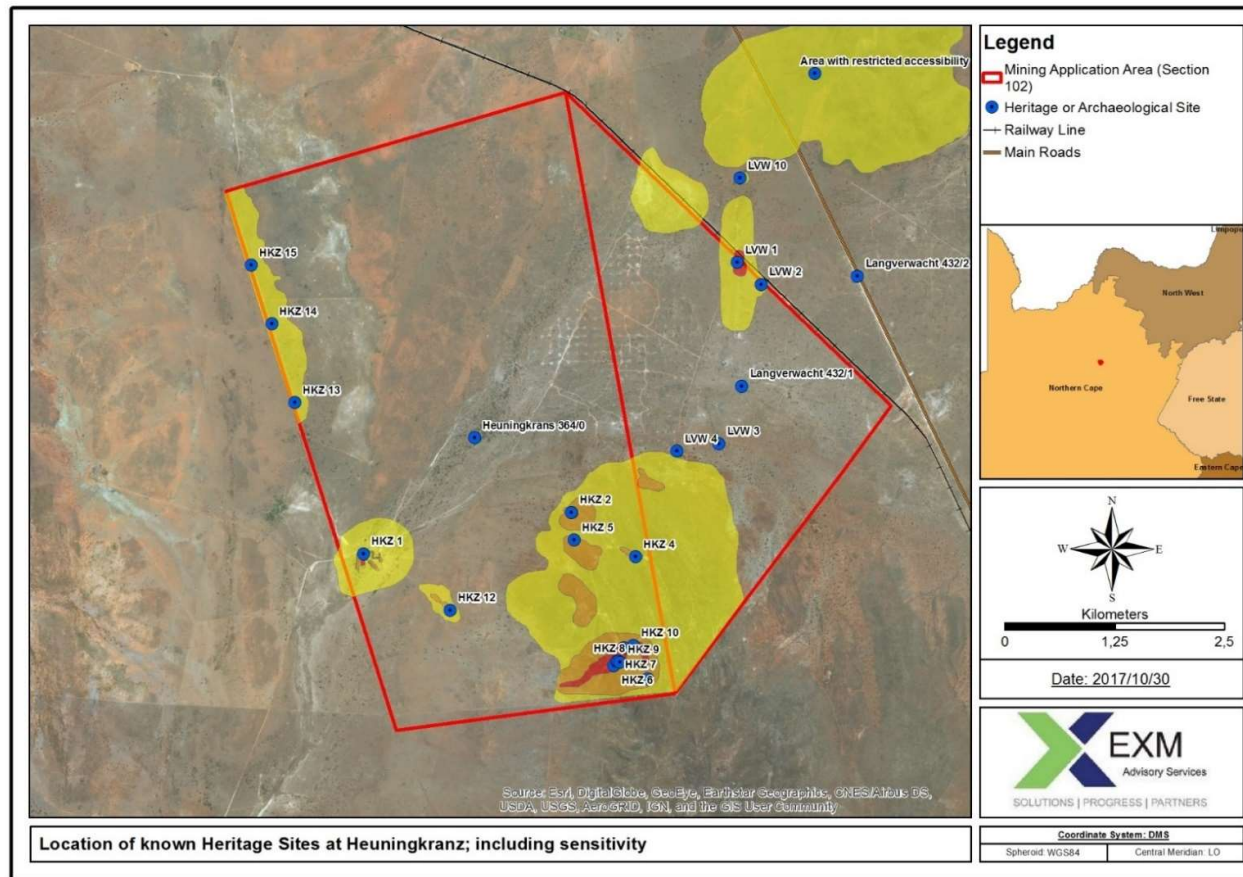 Legend
Mining Application Area (Section
102)
Heritage or Archaeological Site
Railway Line
Main Roads
Area with restricted accessibility
LVW 10
LVW 1
LVW 2
Langverwacht 432/2
HKZ 15
HKZ 14
HKZ 13
Langverwacht 432/1
Heuningkrans 364/0
LVW 4
LVW 3
HKZ 2
HKZ 5
HKZ 4
HKZ 1
HKZ 12
HKZ 10
HKZ 8
HKZ 9
HKZ 7
HKZ 6
Source: Esri, DigitalGlobe, GeoEye, Earthstar Geographics, CNES/Airbus DS,
USDA, USGS, AeroGRID, IGN, and the GIS User Community
Limpopo
North West
Northern Cape
Free State
Eastern Cape
N
W
E
S
Kilometers
0
1,25
2,5
Date: 2017/10/30
EXM
Advisory Services
SOLUTIONS | PROGRESS | PARTNERS
Location of known Heritage Sites at Heuningkranz; including sensitivity
Coordinate System: DMS
Spheroid: WGS84
Central Meridian: LO